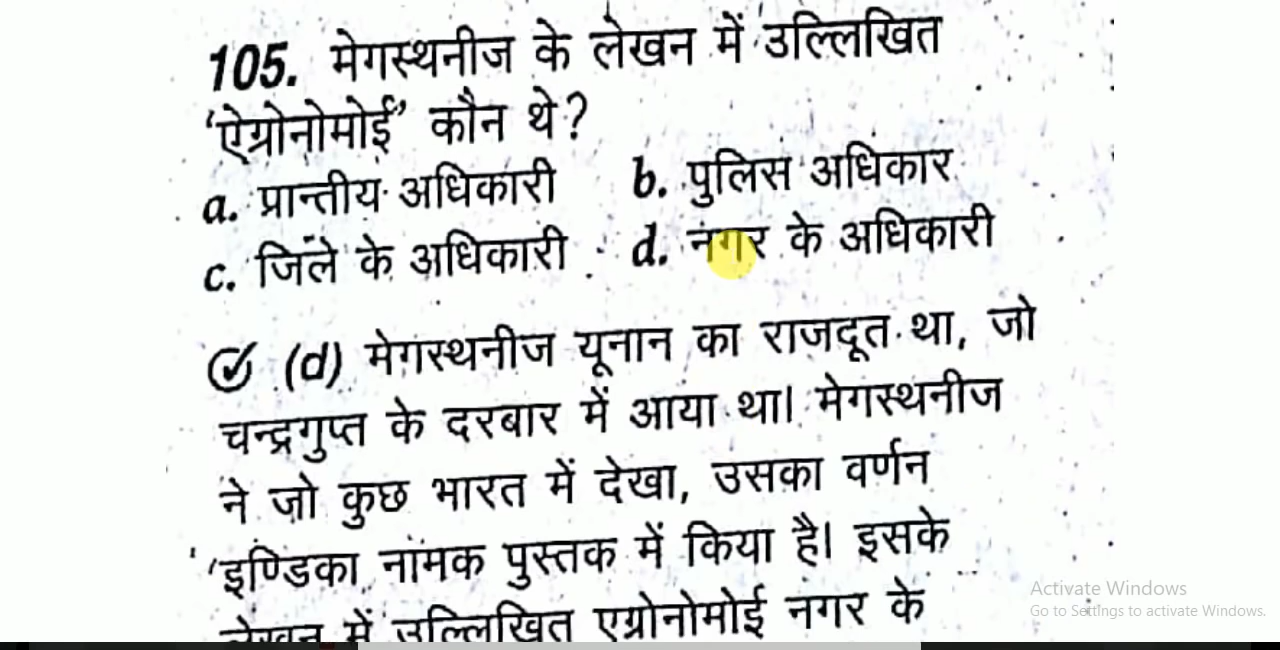 105. मेगस्थनीज के लेखन में उल्लिखित
‘ऐग्रोनोमोई’ कौन थे?
a. प्रान्तीय अधिकारी b. पुलिस अधिकार
c. जिले के अधिकारी d. नगर के अधिकारी
(d) मेगस्थनीज यूनान का राजदूत था, जो
चन्द्रगुप्त के दरबार में आया था। मेगस्थनीज
ने जो कुछ भारत में देखा, उसका वर्णन
‘इण्डिका नामक पुस्तक में किया है। इसके
लेखन में उल्लिखित एग्रोनोमोई नगर के
Activate Windows
Go to Settings to activate Windows.